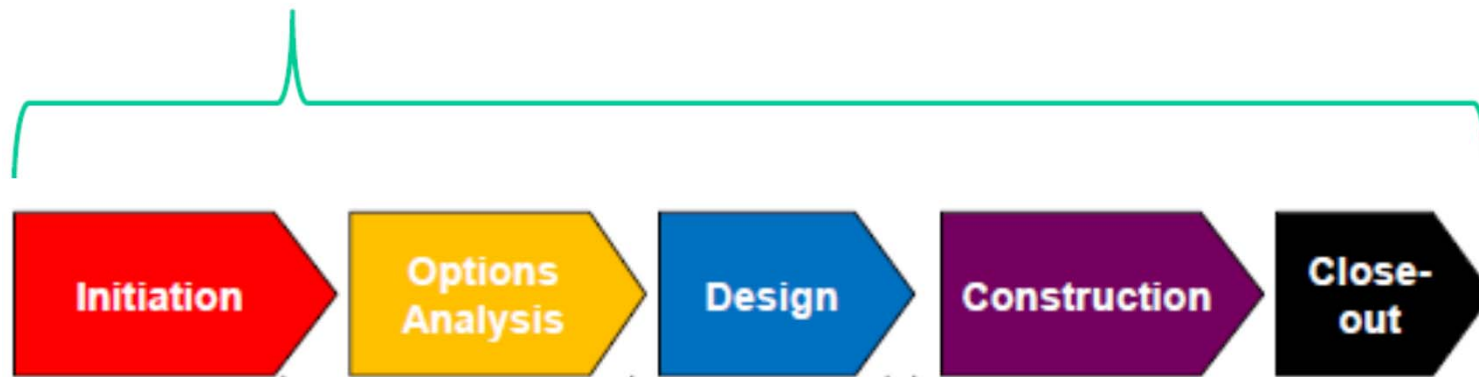 Initiation
Options
Analysis
Design
Construction
Close-
out